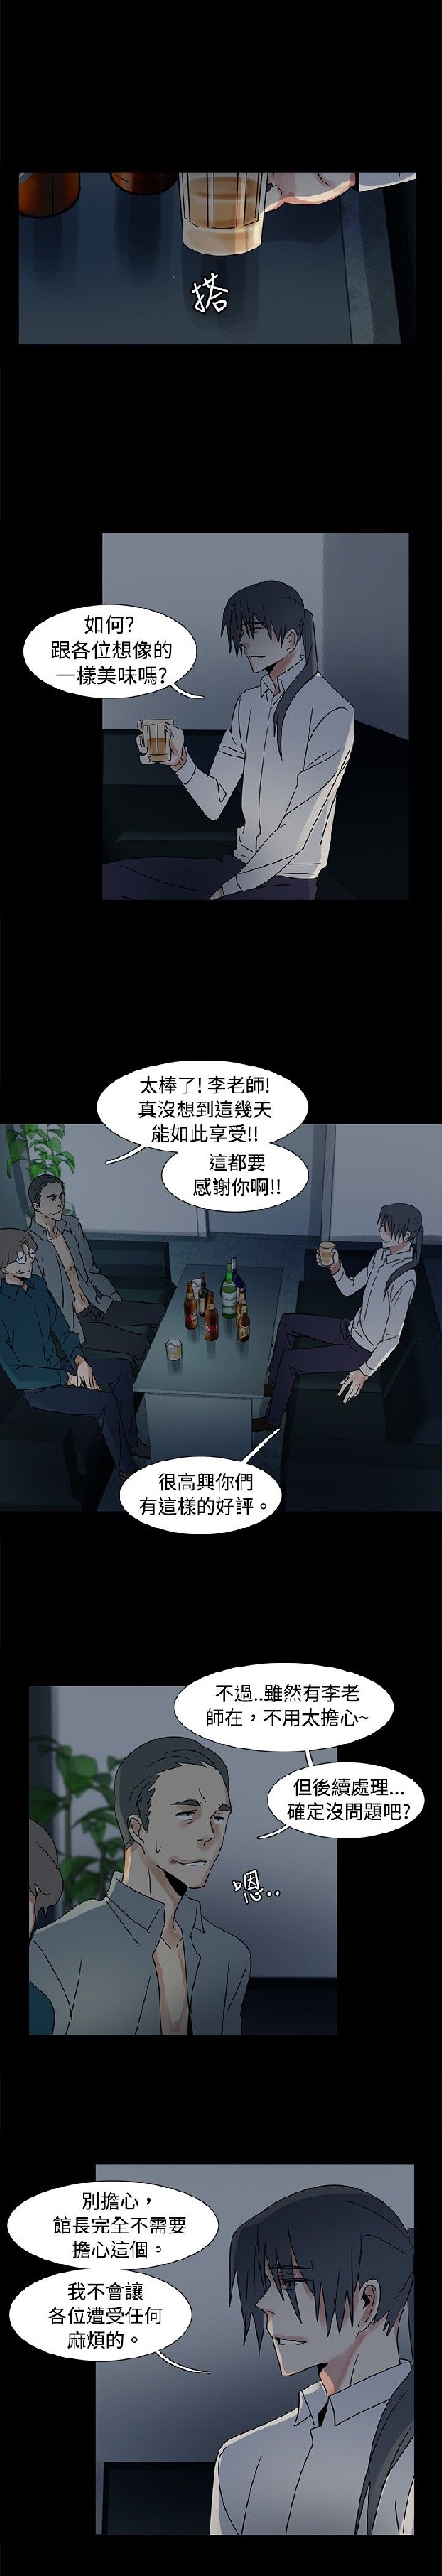 搭
如何?
跟各位想像的
一樣美味嗎?
太棒了! 李老師!
真沒想到這幾天
能如此享受!!
這都要
感謝你啊!!
很高興你們
有這樣的好評。
不過..雖然有李老
師在，不用太擔心~
但後續處理...
確定沒問題吧?
嗯..
別擔心，
館長完全不需要
擔心這個。
我不會讓
各位遭受任何
麻煩的。